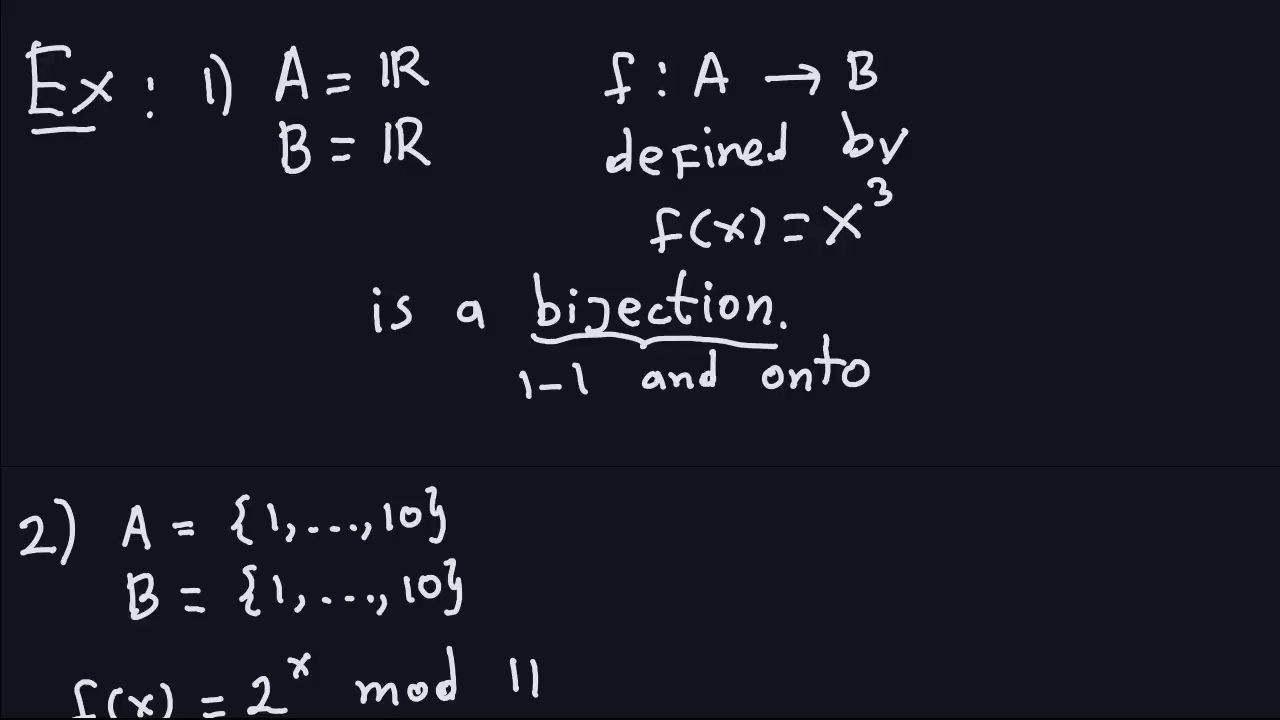 Ex : 1) A = ℝ f : A → B
B = ℝ defined by
f(x) = x³
is a bijection.
1-1 and onto
2) A = {1, ..., 10}
B = {1, ..., 10}
f(x) = 2ˣ mod 11